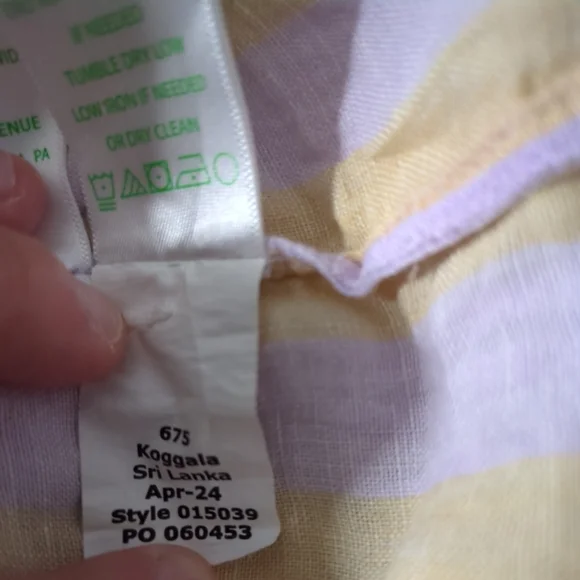 VID
ENUE
PA
IF NEEDED
TUMBLE DRY LOW
LOW IRON IF NEEDED
OR DRY CLEAN
675
Koggala
Sri Lanka
Apr-24
Style 015039
PO 060453